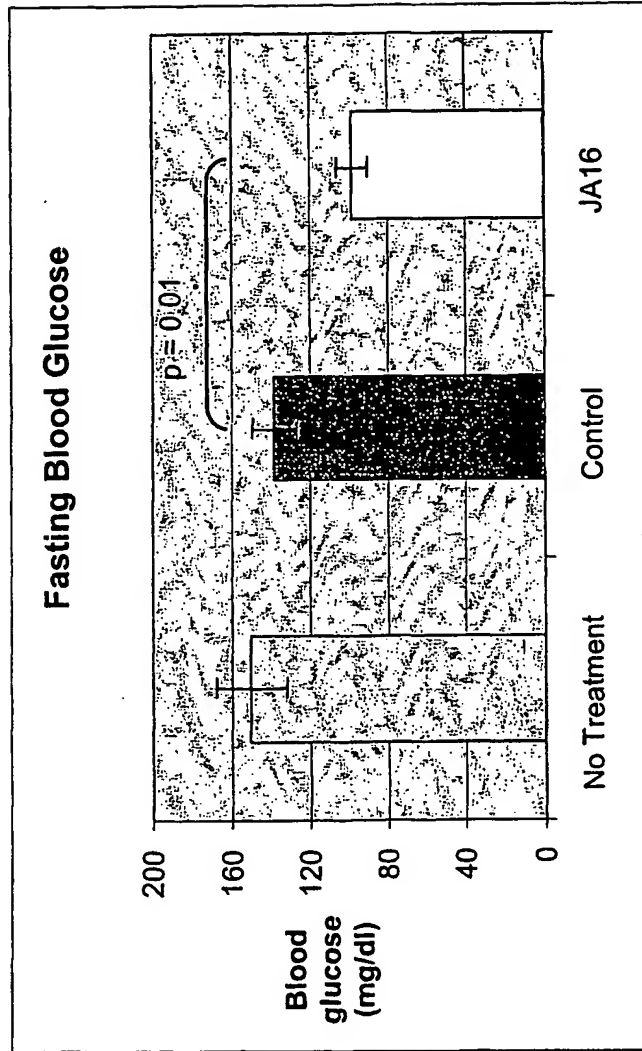 Fasting Blood Glucose
p = 0.01
200
160
120
80
40
0
Blood
glucose
(mg/dl)
No Treatment
Control
JA16